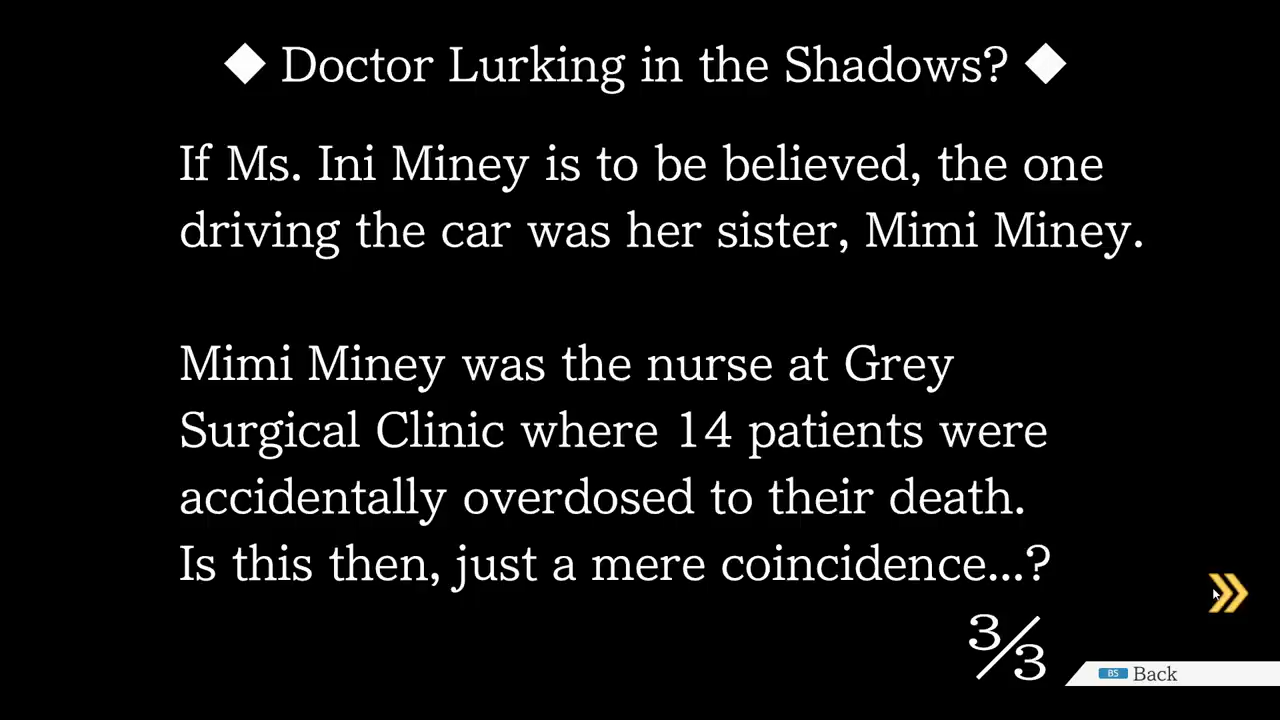 ◆ Doctor Lurking in the Shadows? ◆
If Ms. Ini Miney is to be believed, the one
driving the car was her sister, Mimi Miney.
Mimi Miney was the nurse at Grey
Surgical Clinic where 14 patients were
accidentally overdosed to their death.
Is this then, just a mere coincidence...?
3/3
BS Back